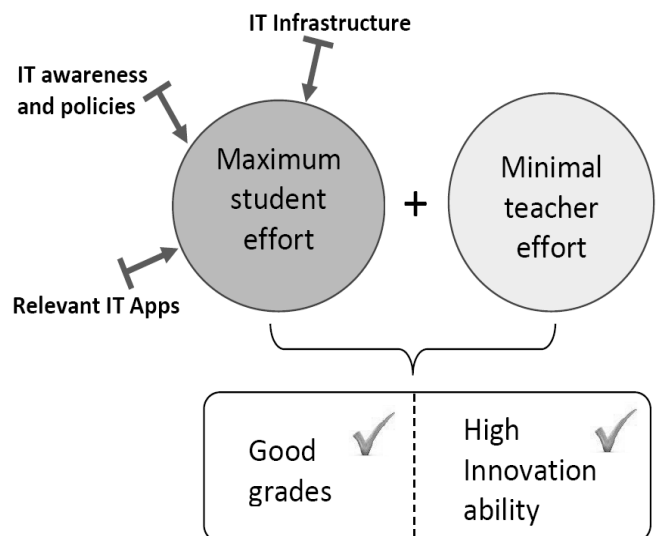 IT Infrastructure
IT awareness
and policies
Maximum
student
effort
+
Minimal
teacher
effort
Relevant IT Apps
Good
grades
High
Innovation
ability